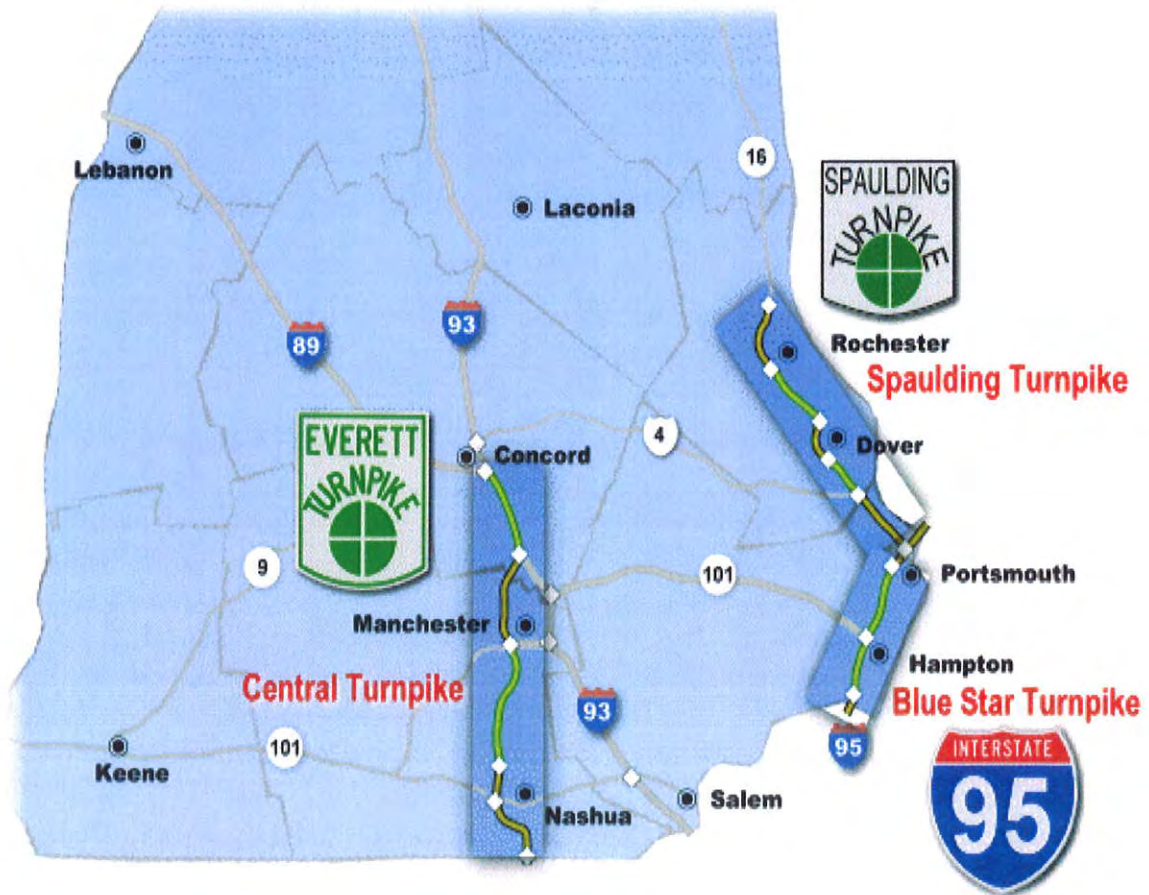 16
SPAULDING
TURNPIKE
Lebanon
Laconia
93
89
Rochester
Spaulding Turnpike
EVERETT
TURNPIKE
4
Dover
Concord
9
101
Portsmouth
Manchester
Hampton
Central Turnpike
Blue Star Turnpike
93
95
INTERSTATE
95
101
Keene
Nashua
Salem